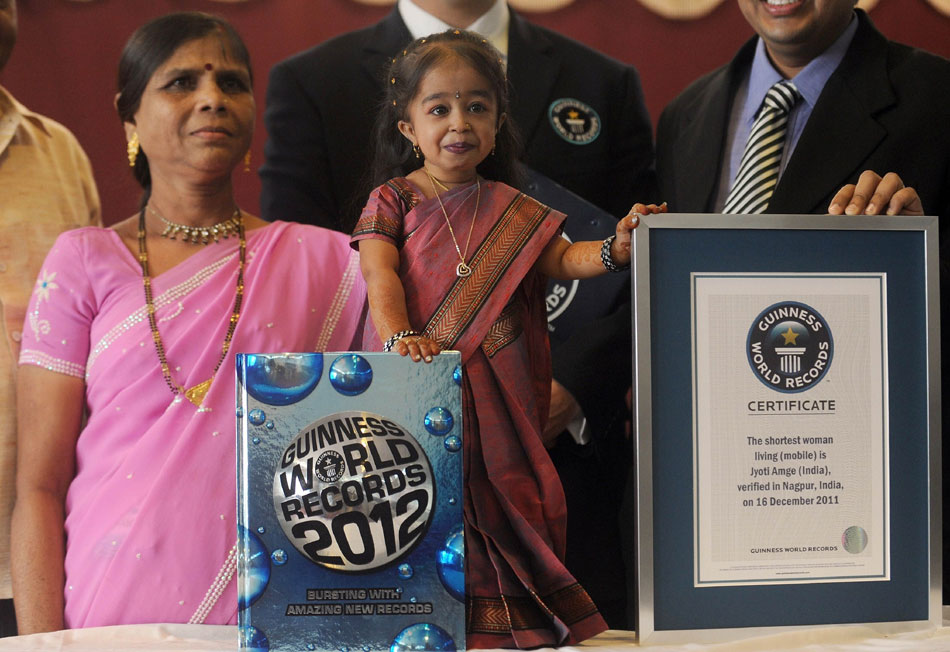 GUINNESS
WORLD
RECORDS
2012
BURSTING WITH
AMAZING NEW RECORDS
GUINNESS
WORLD RECORDS
CERTIFICATE
The shortest woman
living (mobile) is
Jyoti Amge (India),
verified in Nagpur, India,
on 16 December 2011
GUINNESS WORLD RECORDS